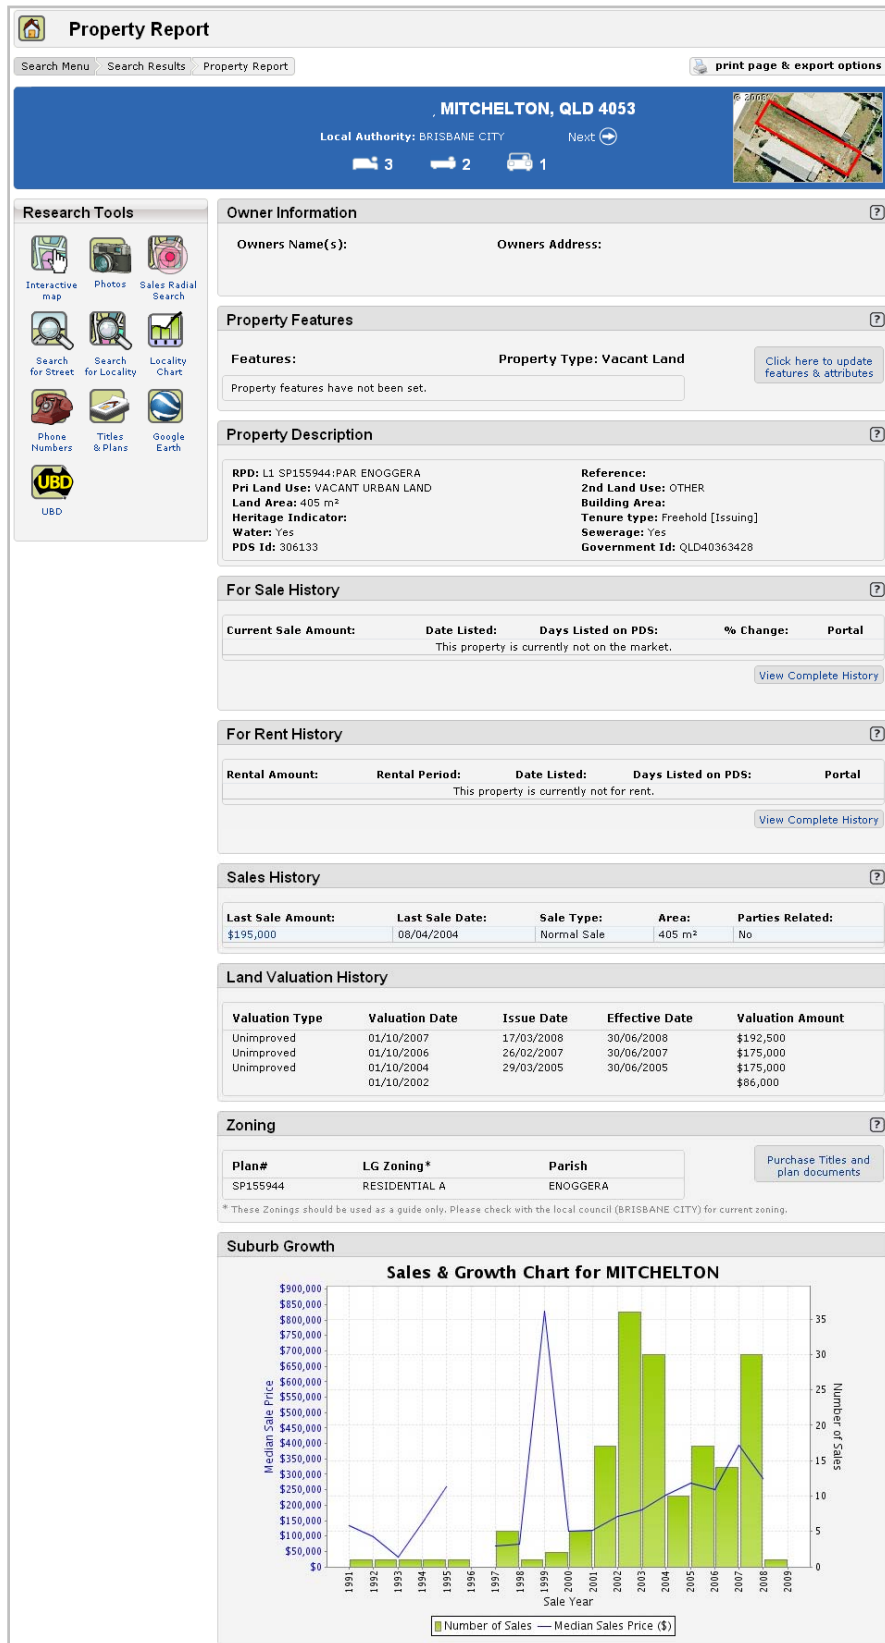 Property Report
Search Menu Search Results Property Report
print page & export options
, MITCHELTON, QLD 4053
Local Authority: BRISBANE CITY Next
3 2 1
Research Tools
Interactive map
Photos
Sales Radial Search
Search for Street
Search for Locality
Locality Chart
Phone Numbers
Titles & Plans
Google Earth
UBD
UBD
Owner Information ?
Owners Name(s): Owners Address:
Property Features ?
Features: Property Type: Vacant Land
Click here to update features & attributes
Property features have not been set.
Property Description ?
RPD: L1 SP155944:PAR ENOGGERA Reference:
Pri Land Use: VACANT URBAN LAND 2nd Land Use: OTHER
Land Area: 405 m² Building Area:
Heritage Indicator: Tenure type: Freehold [Issuing]
Water: Yes Sewerage: Yes
PDS Id: 306133 Government Id: QLD40363428
For Sale History ?
Current Sale Amount: Date Listed: Days Listed on PDS: % Change: Portal
This property is currently not on the market.
View Complete History
For Rent History ?
Rental Amount: Rental Period: Date Listed: Days Listed on PDS: Portal
This property is currently not for rent.
View Complete History
Sales History ?
Last Sale Amount: Last Sale Date: Sale Type: Area: Parties Related:
$195,000 08/04/2004 Normal Sale 405 m² No
Land Valuation History
Valuation Type Valuation Date Issue Date Effective Date Valuation Amount
Unimproved 01/10/2007 17/03/2008 30/06/2008 $192,500
Unimproved 01/10/2006 26/02/2007 30/06/2007 $175,000
Unimproved 01/10/2004 29/03/2005 30/06/2005 $175,000
01/10/2002 $86,000
Zoning ?
Plan# LG Zoning* Parish
SP155944 RESIDENTIAL A ENOGGERA
Purchase Titles and plan documents
* These Zonings should be used as a guide only. Please check with the local council (BRISBANE CITY) for current zoning.
Suburb Growth
Sales & Growth Chart for MITCHELTON
$900,000
$850,000
$800,000
$750,000
$700,000
$650,000
$600,000
$550,000
$500,000
$450,000
$400,000
$350,000
$300,000
$250,000
$200,000
$150,000
$100,000
$50,000
$0
Median Sale Price
35
30
25
20
15
10
5
0
Number of Sales
1991 1992 1993 1994 1995 1996 1997 1998 1999 2000 2001 2002 2003 2004 2005 2006 2007 2008 2009
Sale Year
Number of Sales Median Sales Price ($)